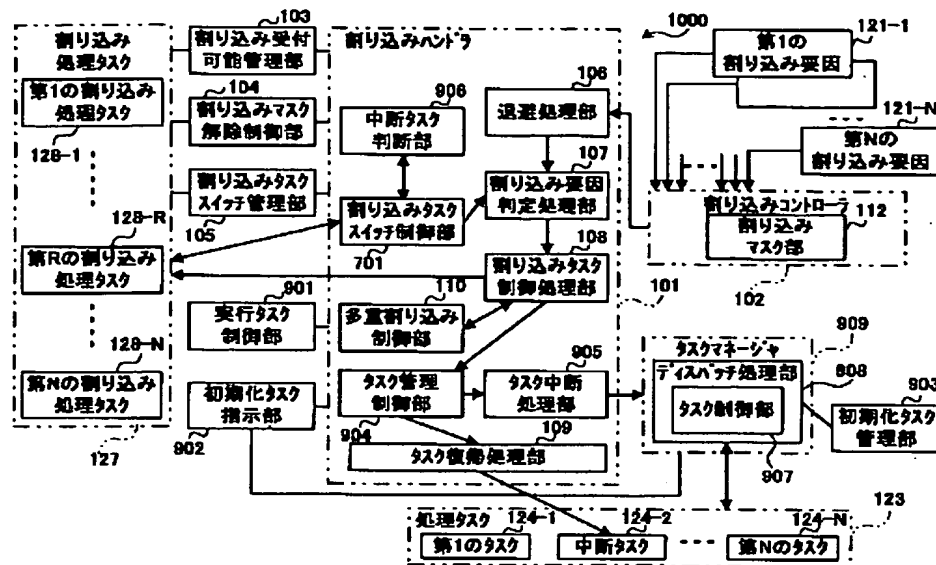 割り込み
処理タスク
第1の割り込み
処理タスク
128-1
128-R
第Rの割り込み
処理タスク
128-N
第Nの割り込み
処理タスク
127
103
割り込み受付
可能管理部
104
割り込みマスク
解除制御部
割り込みタスク
スイッチ管理部
105
901
実行タスク
制御部
初期化タスク
指示部
902
割り込みハンドラ
906
中断タスク
判断部
割り込みタスク
スイッチ制御部
701
106
退避処理部
107
割り込み要因
判定処理部
108
割り込みタスク
制御処理部
110
多重割り込み
制御部
タスク管理
制御部
904
905
タスク中断
処理部
109
タスク復帰処理部
101
1000
121-1
第1の
割り込み要因
121-N
第Nの
割り込み要因
割り込みコントローラ
112
割り込み
マスク部
102
909
タスクマネージャ
ディスパッチ処理部
908
タスク制御部
907
903
初期化タスク
管理部
123
処理タスク
124-1
第1のタスク
124-2
中断タスク
124-N
第Nのタスク